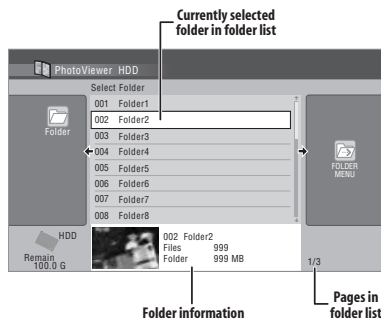 Currently selected
folder in folder list
PhotoViewer HDD
Select Folder
001 Folder1
002 Folder2
003 Folder3
004 Folder4
005 Folder5
006 Folder6
007 Folder7
008 Folder8
Folder
FOLDER
MENU
HDD
Remain
100.0 G
002 Folder2
Files 999
Folder 999 MB
1/3
Folder information
Pages in
folder list